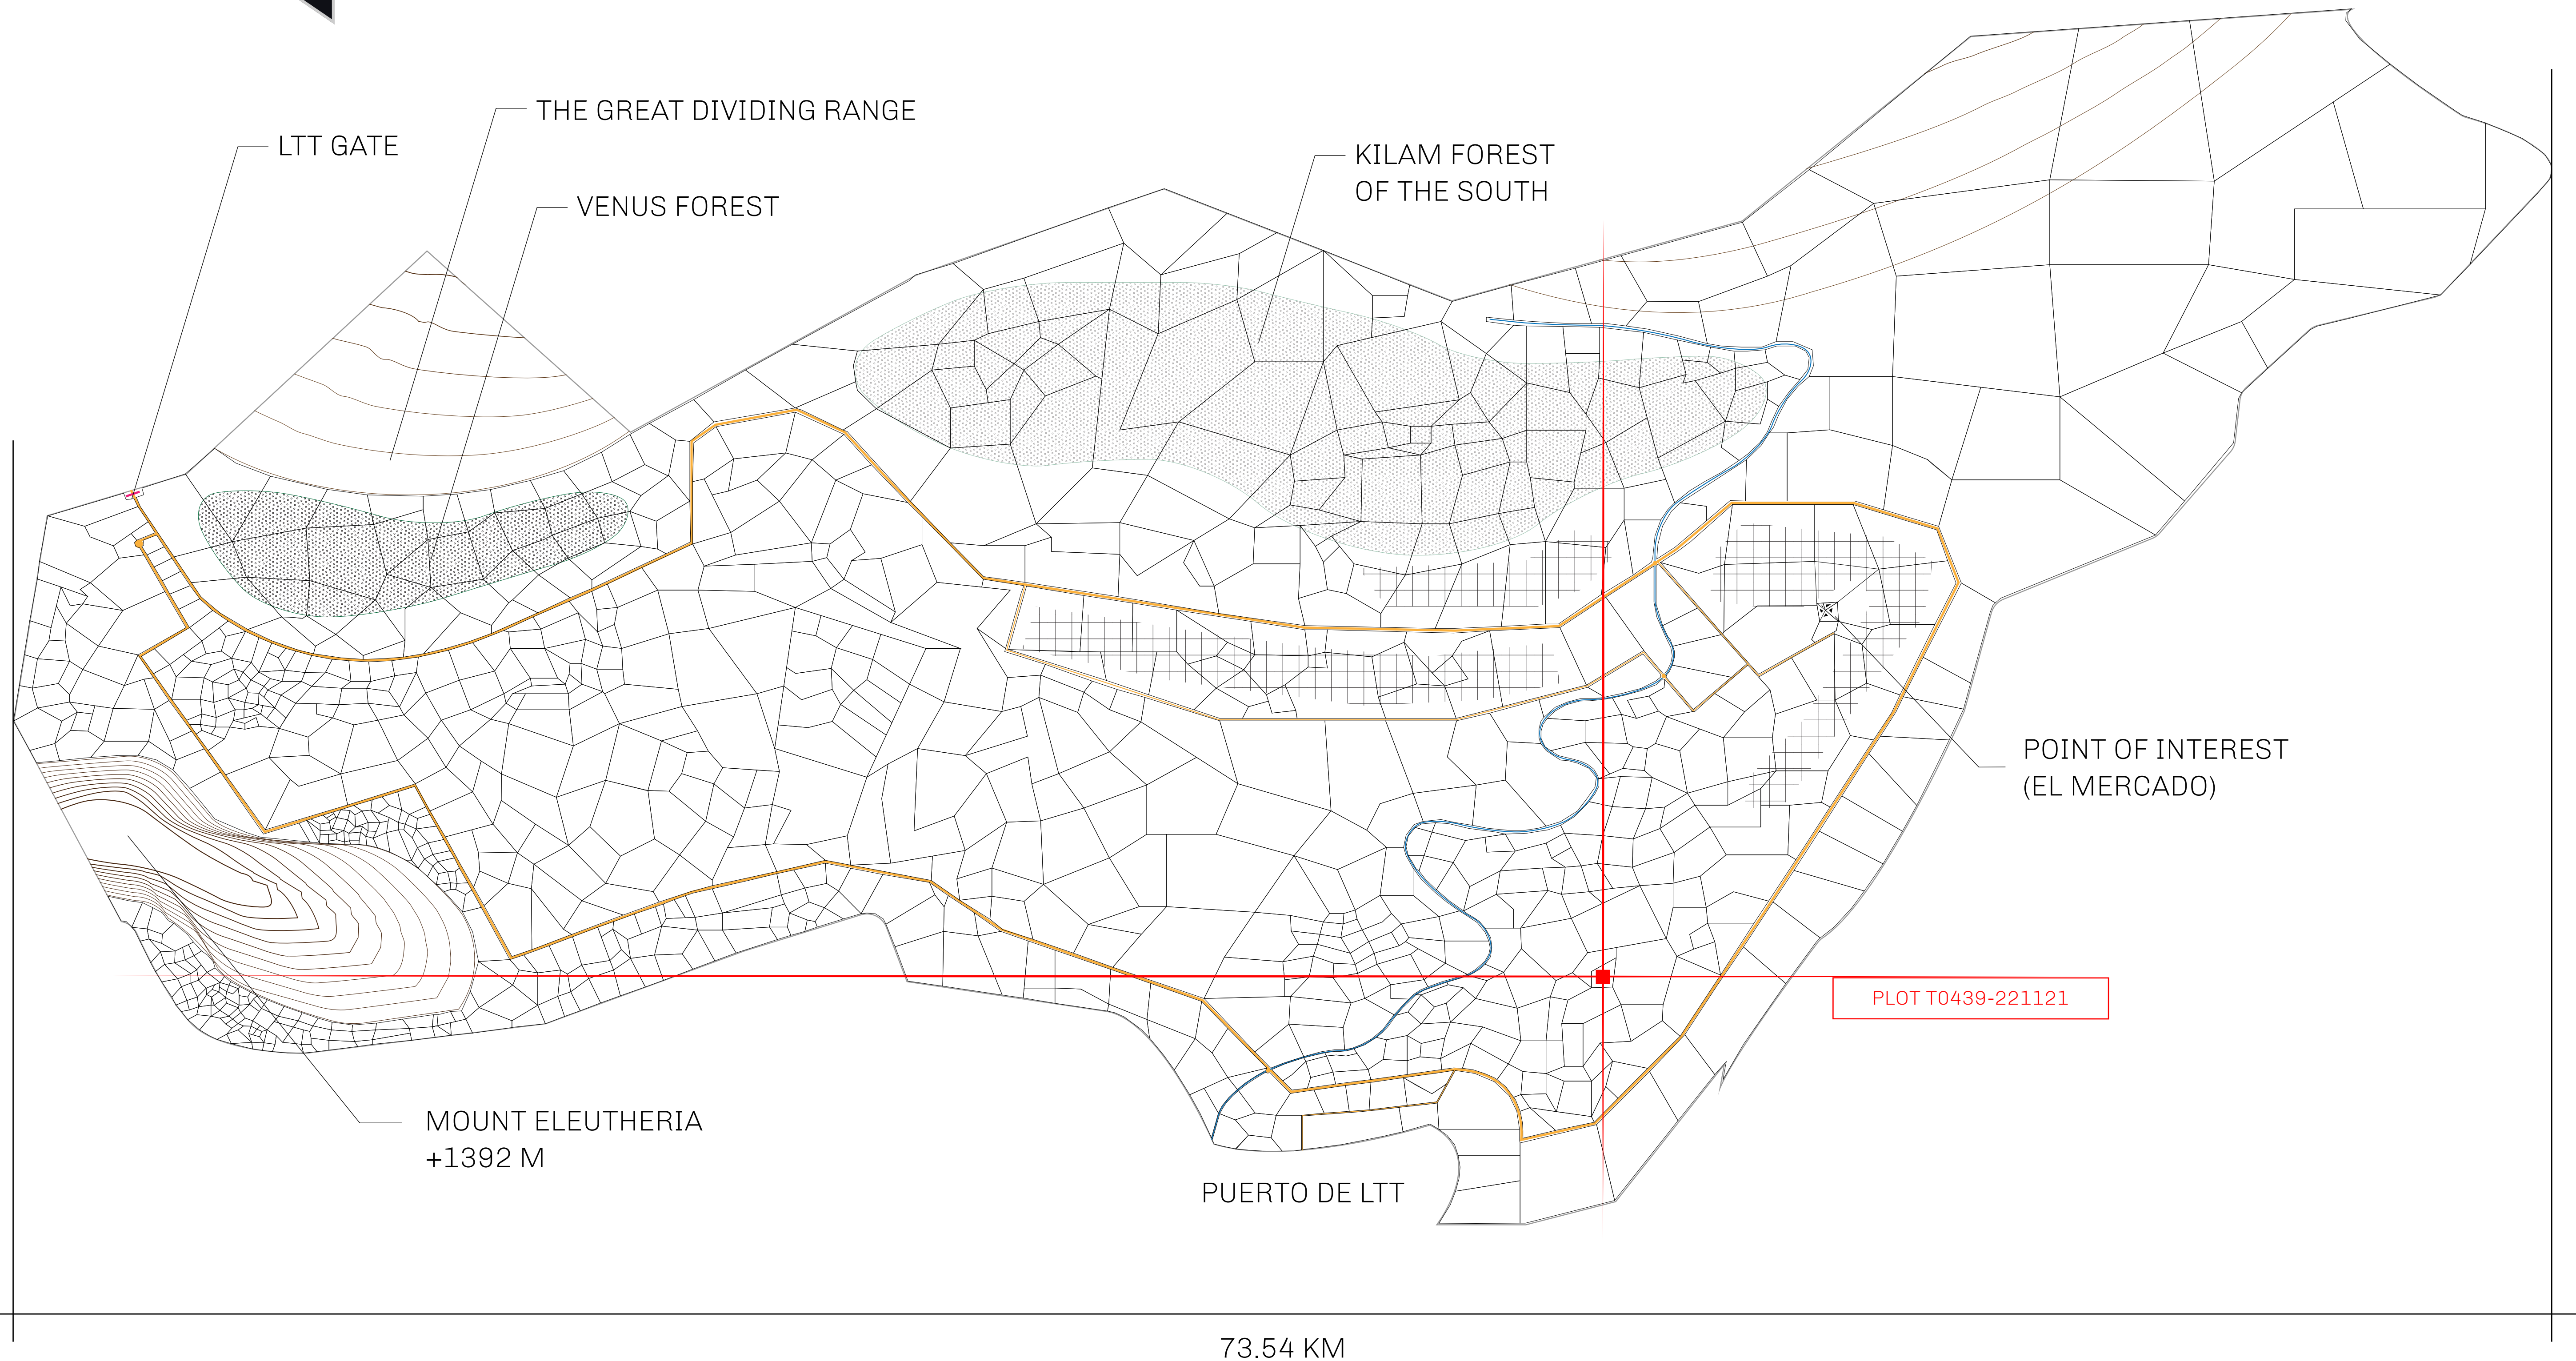 THE GREAT DIVIDING RANGE
LTT GATE
KILAM FOREST
OF THE SOUTH
VENUS FOREST
POINT OF INTEREST
(EL MERCADO)
PLOT T0439-221121
MOUNT ELEUTHERIA
+1392 M
PUERTO DE LTT
73.54 KM